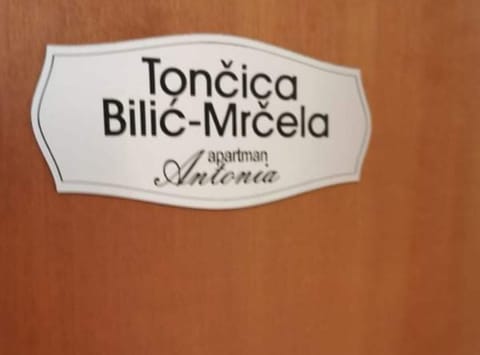 Tončica
Bilić-Mrčela
apartman
Antonia